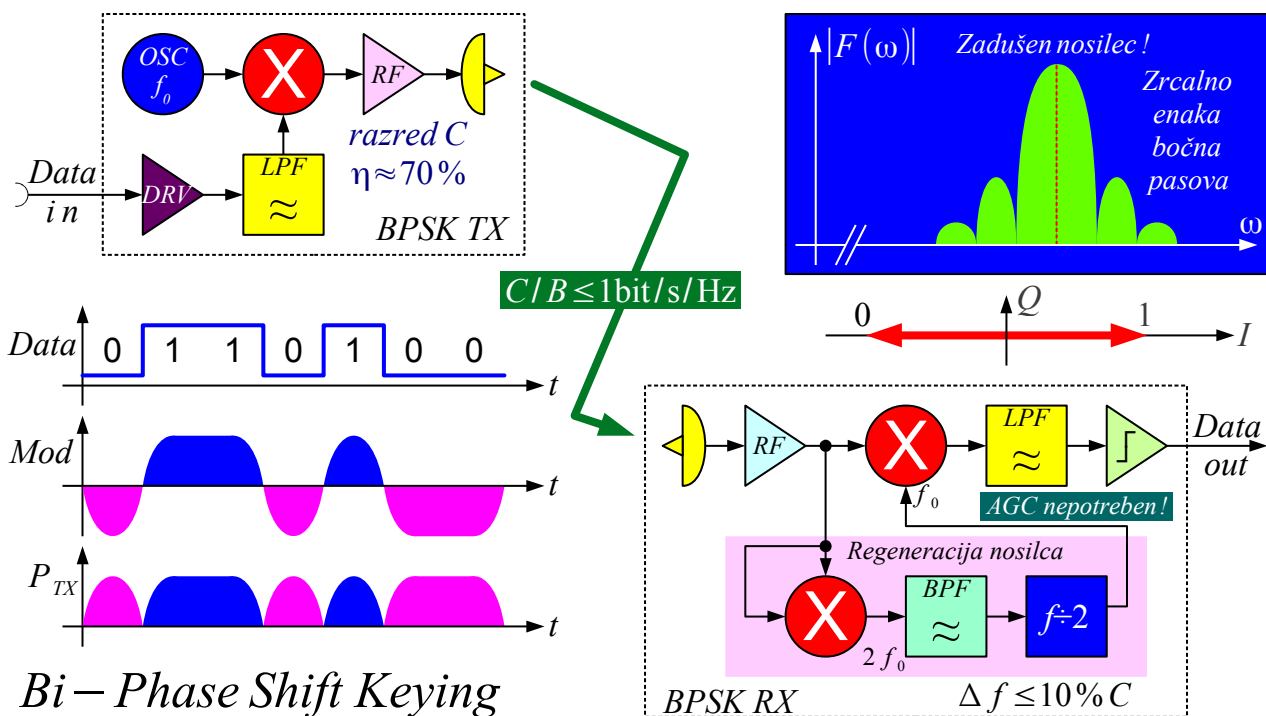 OSC
f0
X
RF
razred C
η≈70%
Data
in
DRV
LPF
≈
BPSK TX
|F(ω)|
Zadušen nosilec !
Zrcalno
enaka
bočna
pasova
ω
C/B≤1bit/s/Hz
0
Q
1
I
Data
0 1 1 0 1 0 0
t
Mod
t
PTX
t
Bi – Phase Shift Keying
RF
X
f0
LPF
≈
Data
out
AGC nepotreben !
Regeneracija nosilca
X
2 f0
BPF
≈
f÷2
BPSK RX
Δ f ≤10%C